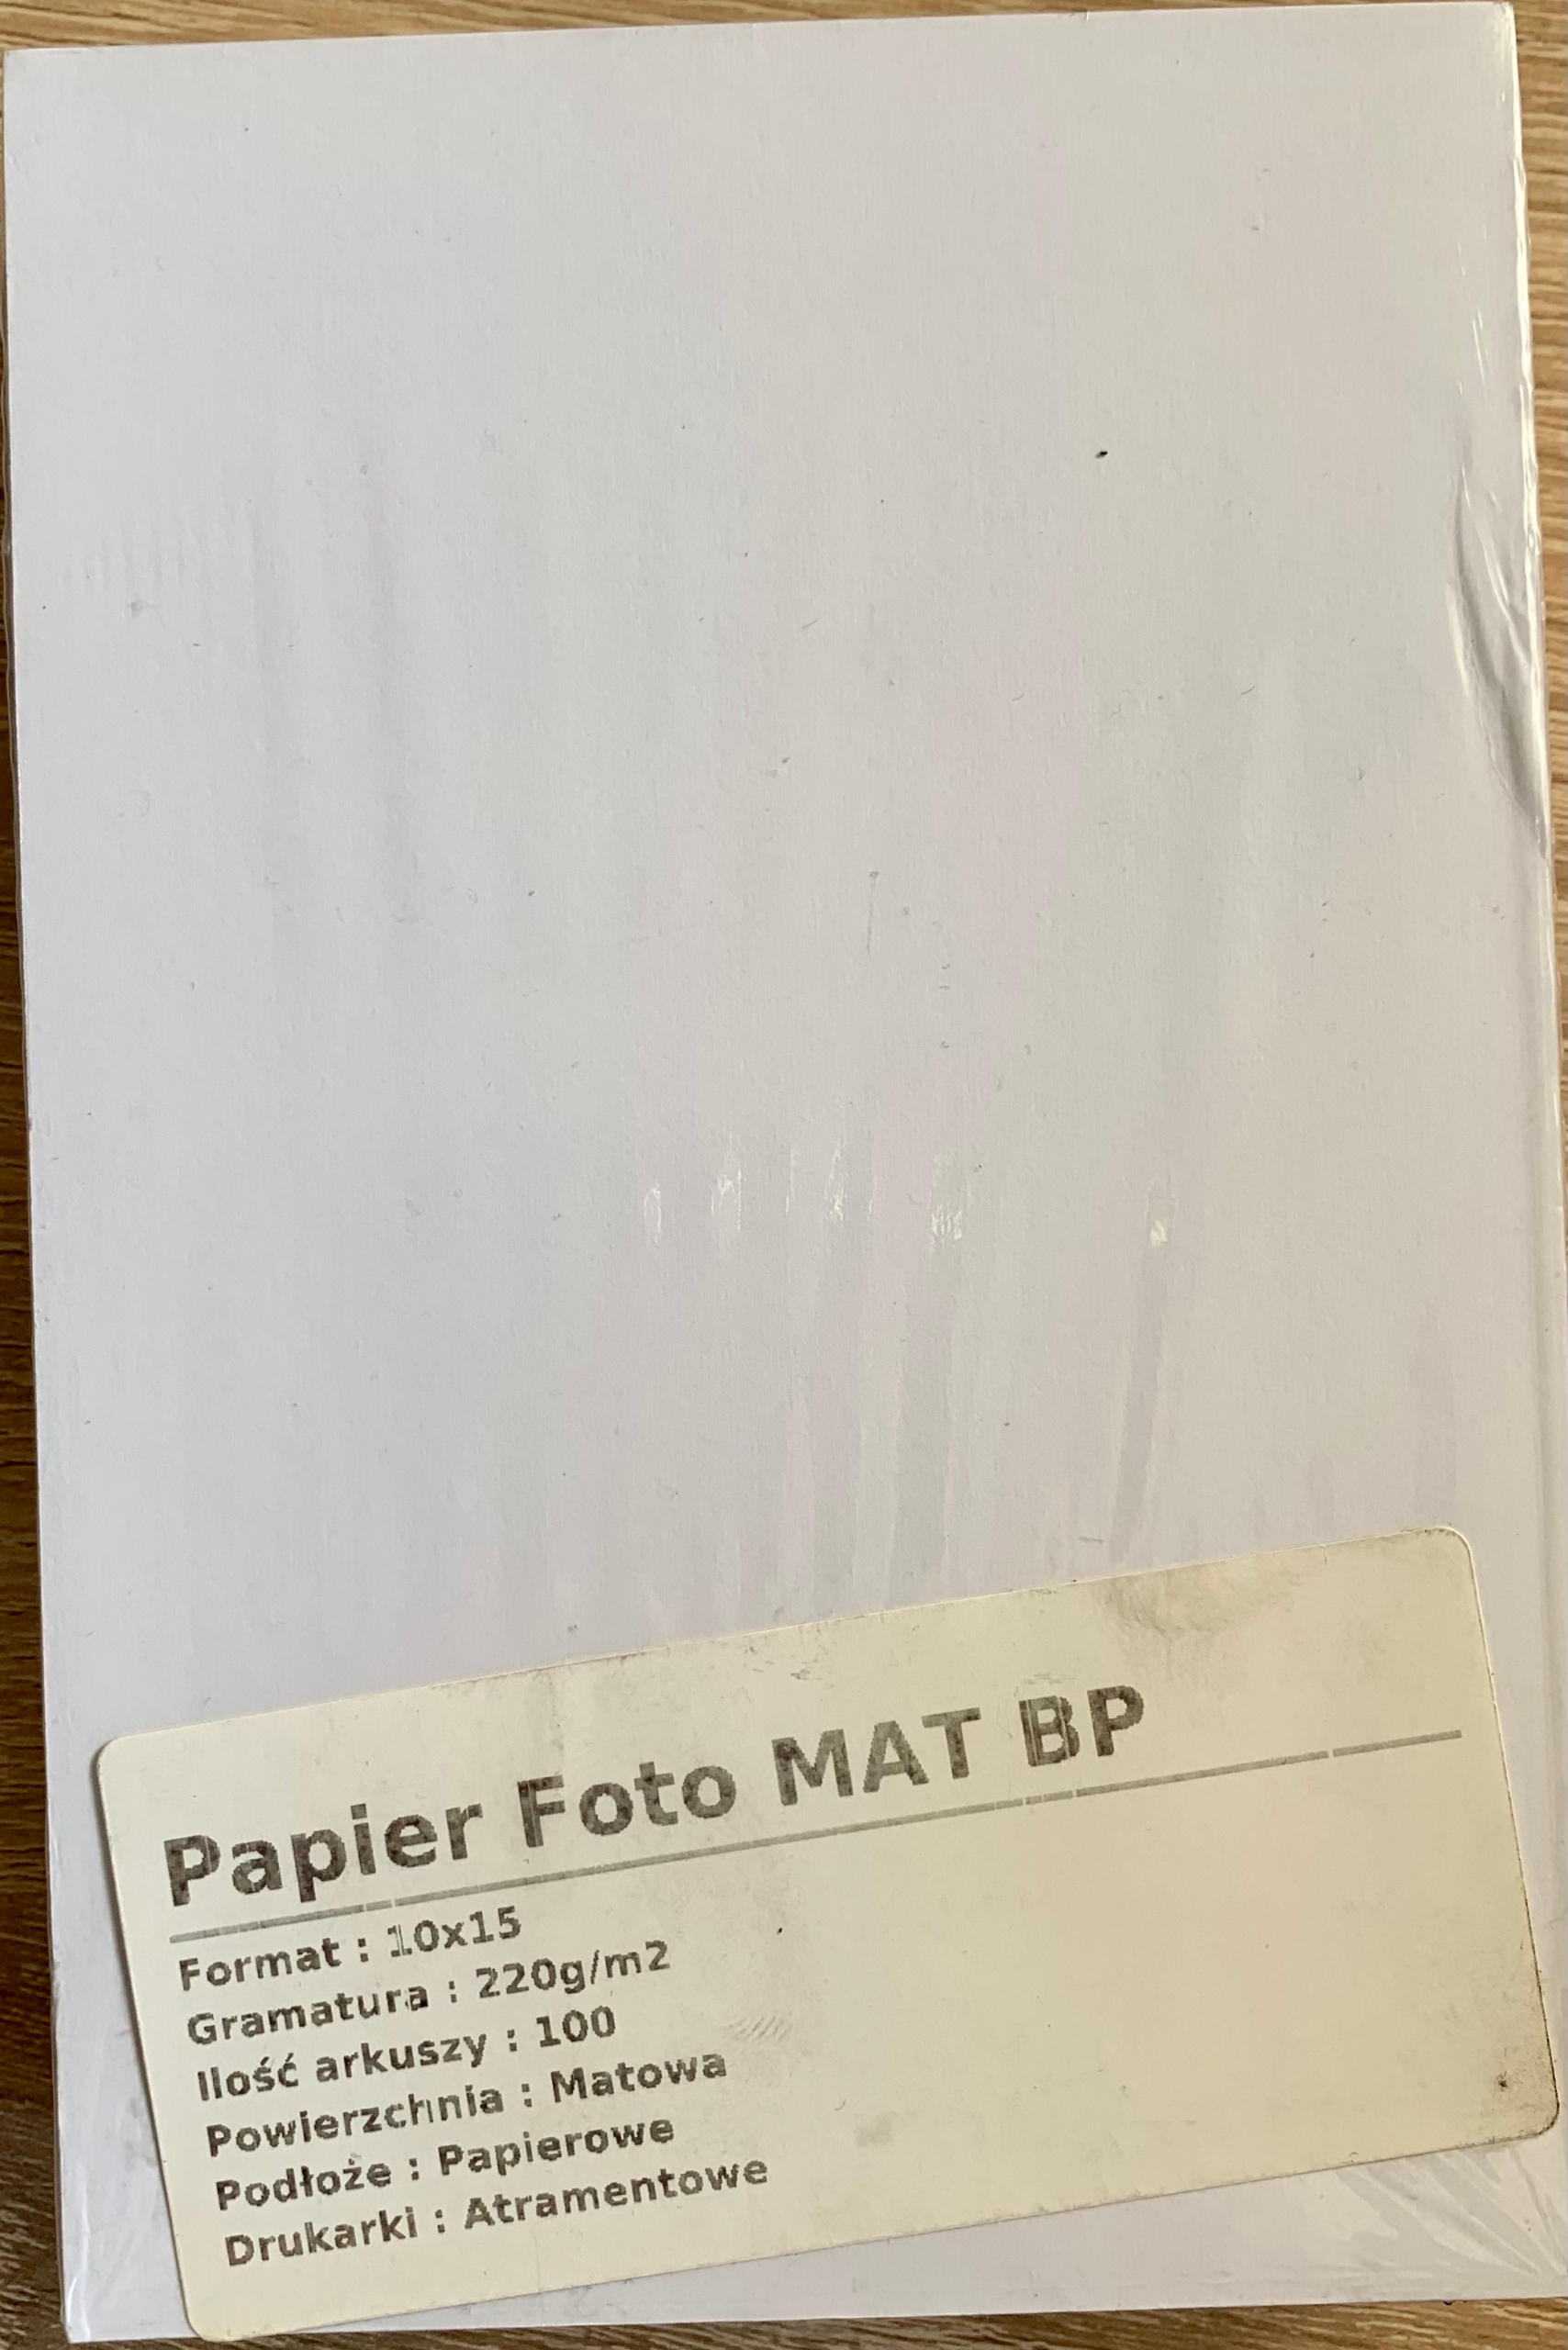 Papier Foto MAT BP
Format : 10x15
Gramatura : 220g/m2
Ilość arkuszy : 100
Powierzchnia : Matowa
Podłoże : Papierowe
Drukarki : Atramentowe